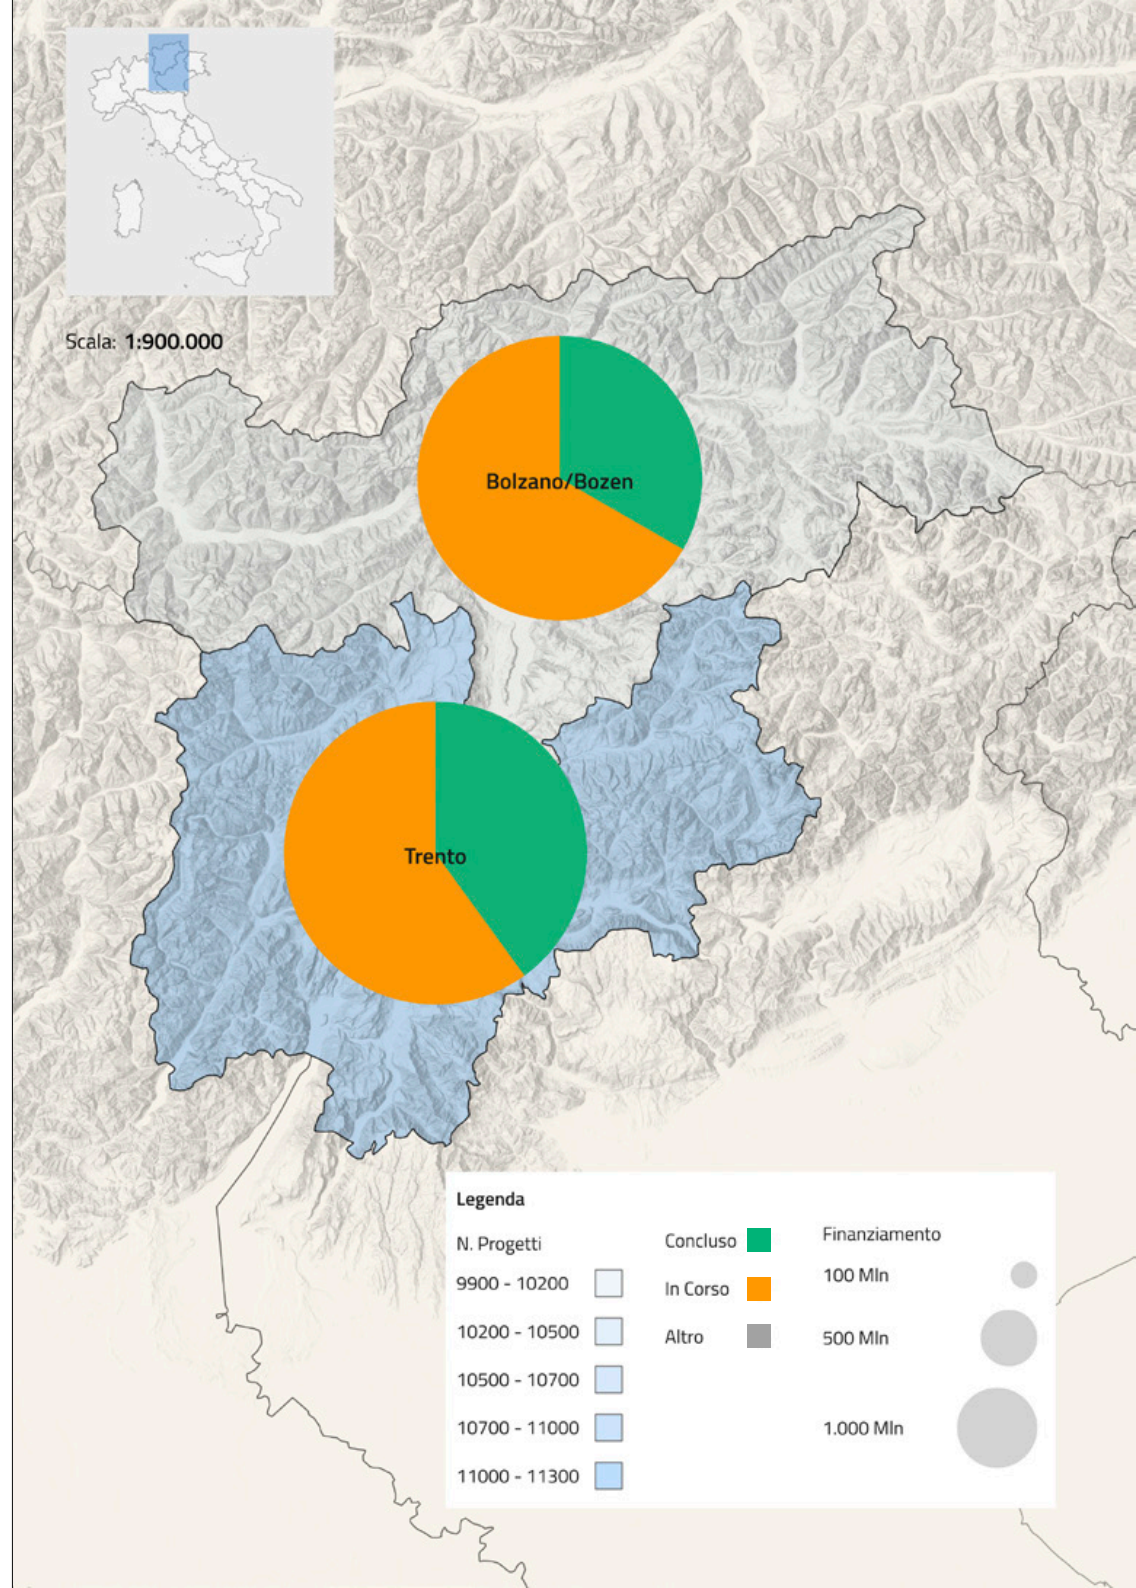 Scala: 1:900.000
Bolzano/Bozen
Trento
Legenda
N. Progetti
9900 - 10200
10200 - 10500
10500 - 10700
10700 - 11000
11000 - 11300
Concluso
In Corso
Altro
Finanziamento
100 Mln
500 Mln
1.000 Mln